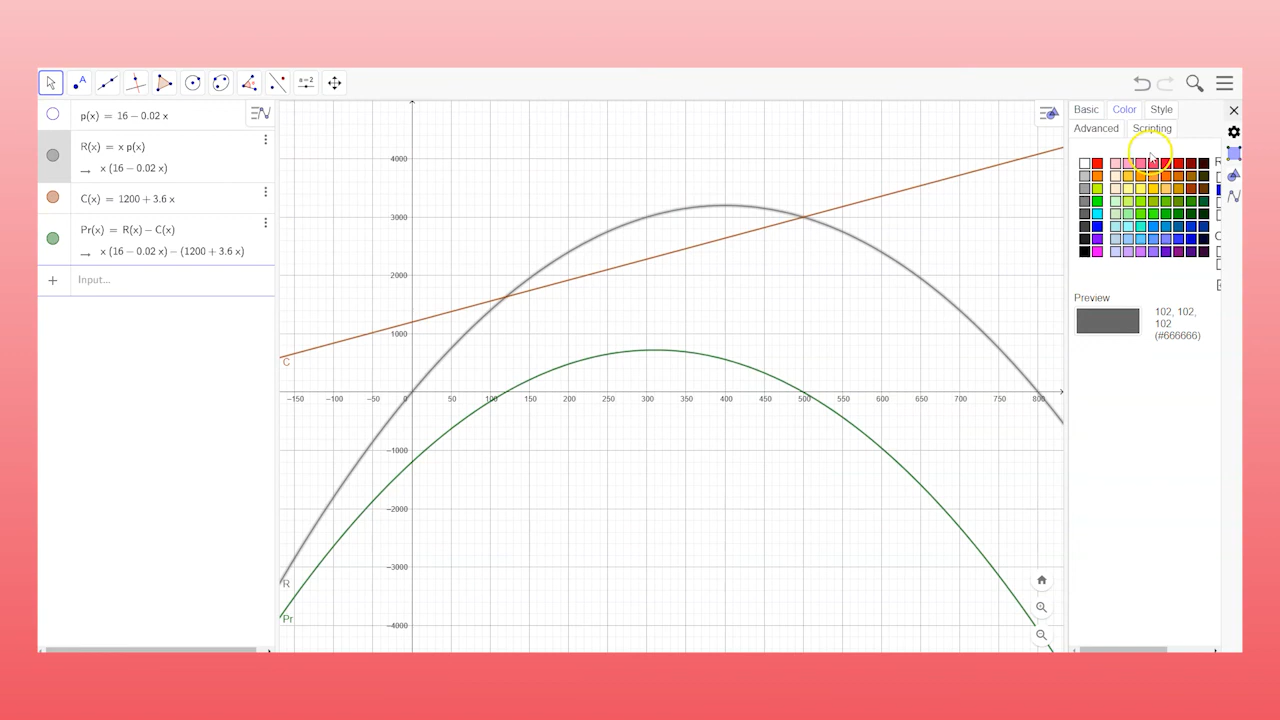 A
a=2
p(x) = 16 − 0.02 x
R(x) = x p(x)
→ x (16 − 0.02 x)
C(x) = 1200 + 3.6 x
Pr(x) = R(x) − C(x)
→ x (16 − 0.02 x) − (1200 + 3.6 x)
+ Input...
4000
3000
2000
1000
−150 −100 −50 0 50 100 150 200 250 300 350 400 450 500 550 600 650 700 750 800
−1000
−2000
−3000
−4000
C
R
Pr
Basic Color Style
Advanced Scripting
Preview
102, 102,
102
(#666666)